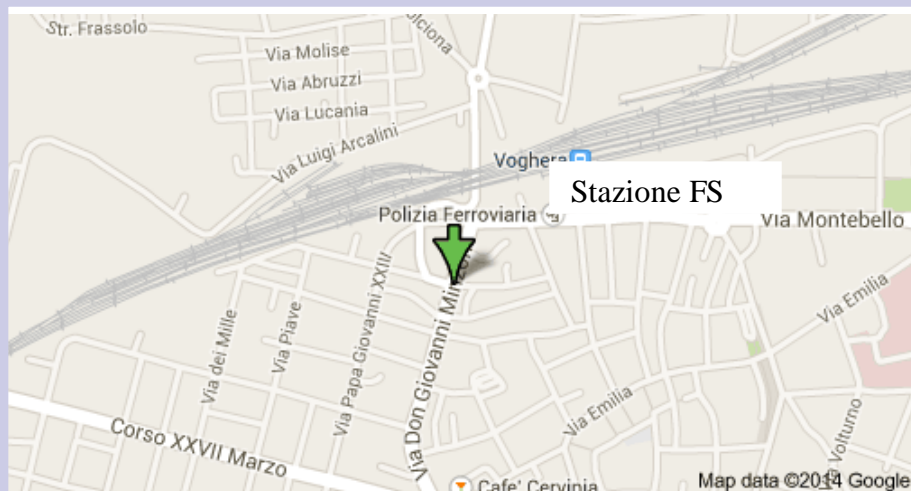 Str. Frassolo
Via Molise
Via Abruzzi
Via Lucania
Via Luigi Arcalini
Voghera
Stazione FS
Polizia Ferroviaria
Via Montebello
Via Emilia
Via dei Mille
Via Piave
Via Papa Giovanni XXIII
Via Don Giovanni
Via Emilia
Via Volturno
Corso XXVII Marzo
Cafe' Cervinia
Map data ©2014 Google